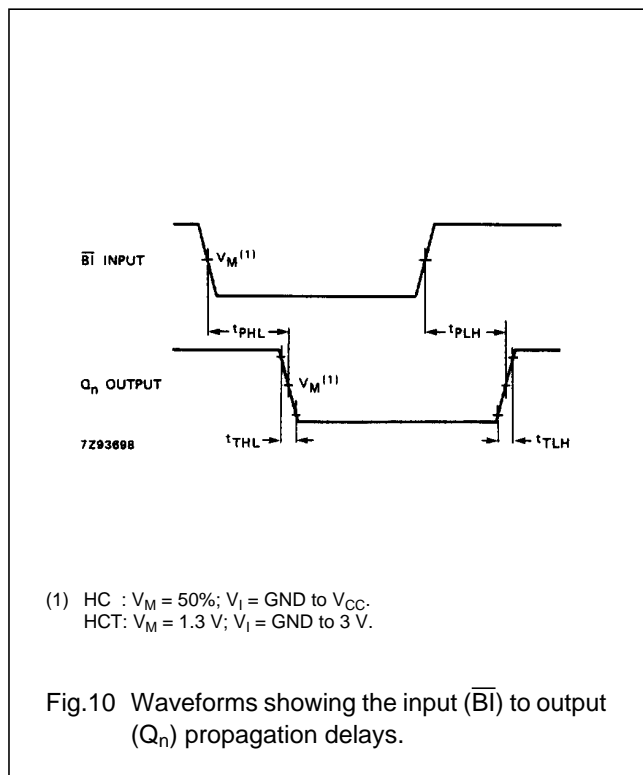 B̅I̅ INPUT
V_M(1)
t_PHL
t_PLH
Q_n OUTPUT
V_M(1)
7Z93698
t_THL
t_TLH
(1) HC : V_M = 50%; V_I = GND to V_CC.
HCT: V_M = 1.3 V; V_I = GND to 3 V.
Fig.10 Waveforms showing the input (B̅I̅) to output
(Q_n) propagation delays.